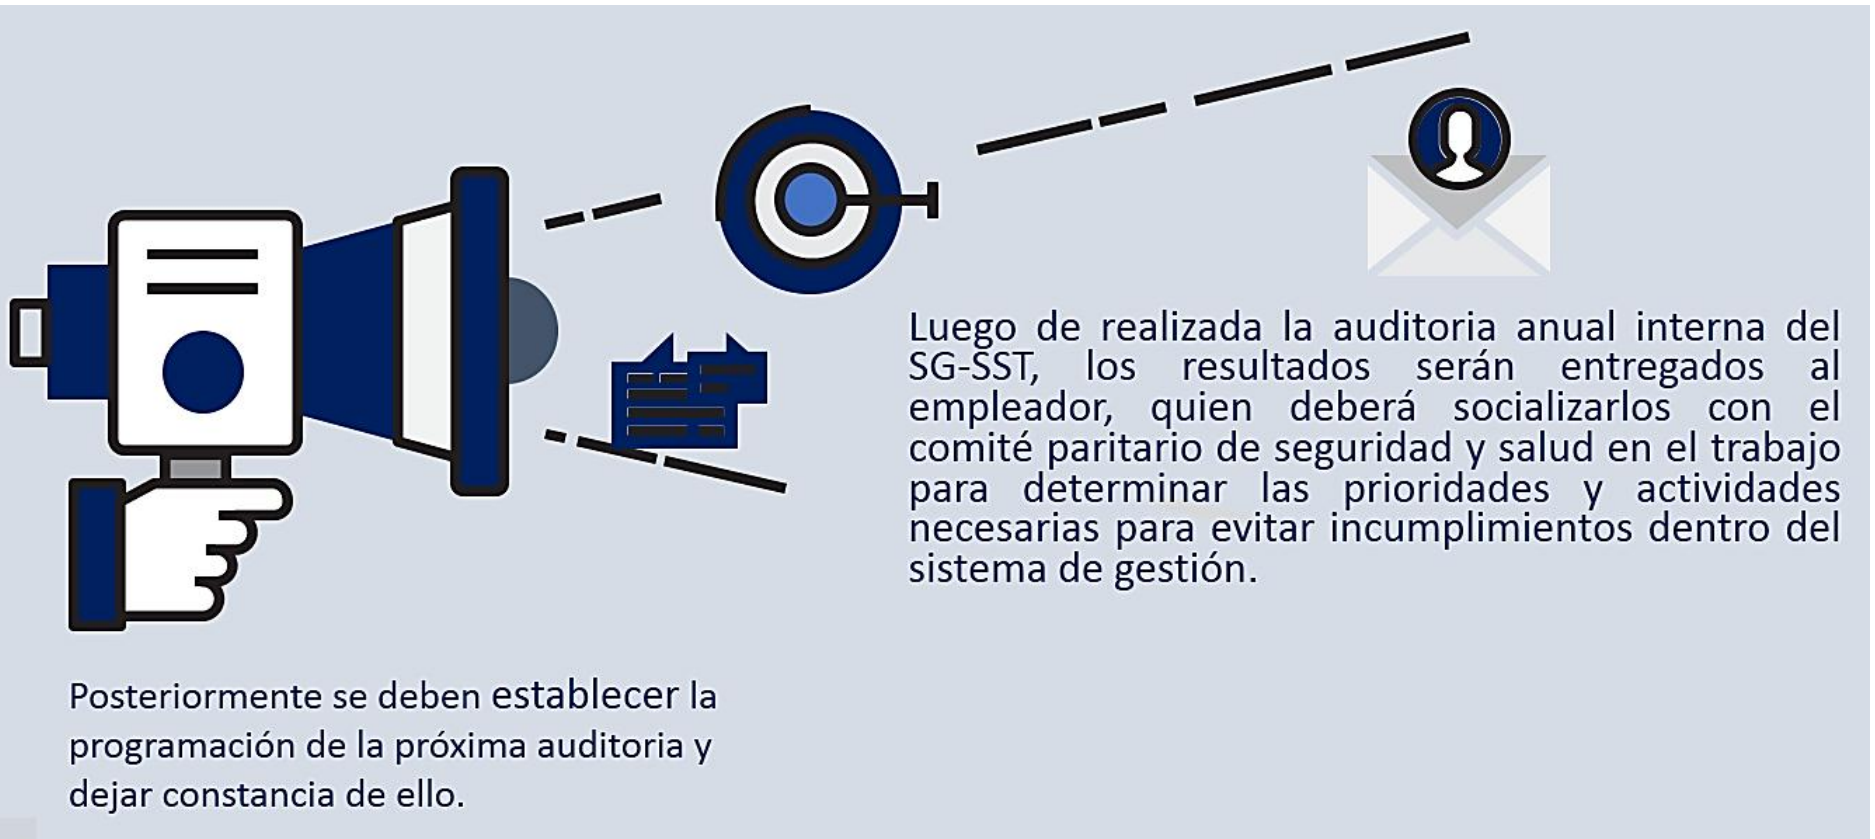 Luego de realizada la auditoria anual interna del
SG-SST, los resultados serán entregados al
empleador, quien deberá socializarlos con el
comité paritario de seguridad y salud en el trabajo
para determinar las prioridades y actividades
necesarias para evitar incumplimientos dentro del
sistema de gestión.
Posteriormente se deben establecer la
programación de la próxima auditoria y
dejar constancia de ello.